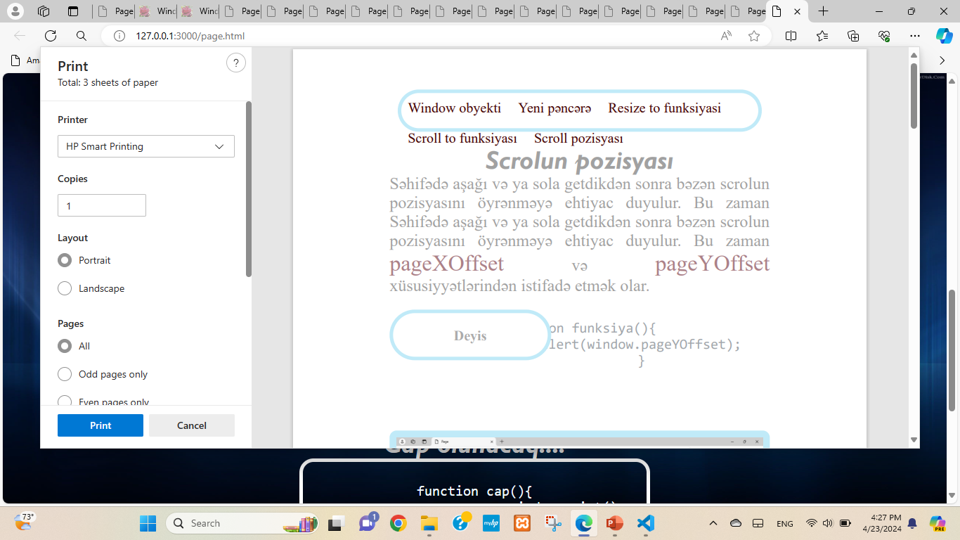 Page
Winc
Winc
Page
Page
Page
Page
Page
Page
Page
Page
Page
Page
Page
Page
Page
127.0.0.1:3000/page.html
Am
Print
Total: 3 sheets of paper
?
Printer
HP Smart Printing
Copies
1
Layout
Portrait
Landscape
Pages
All
Odd pages only
Even pages only
Print
Cancel
Window obyekti Yeni pəncərə Resize to funksiyasi
Scroll to funksiyası Scroll pozisyası
Scrolun pozisyası
Səhifədə aşağı və ya sola getdikdən sonra bəzən scrolun
pozisyasını öyrənməyə ehtiyac duyulur. Bu zaman
Səhifədə aşağı və ya sola getdikdən sonra bəzən scrolun
pozisyasını öyrənməyə ehtiyac duyulur. Bu zaman
pageXOffset və pageYOffset
xüsusiyyətlərindən istifadə etmək olar.
Deyis
on funksiya(){
lert(window.pageYOffset);
}
Page
function cap(){
73°
Search
1
ENG
4:27 PM
4/23/2024